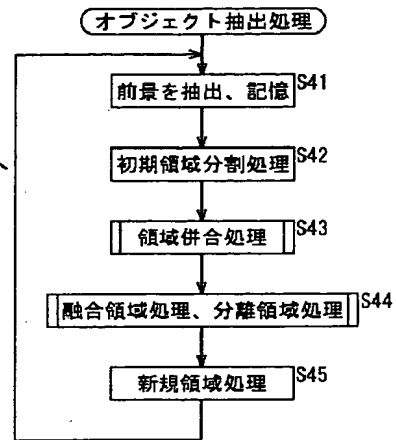 オブジェクト抽出処理
前景を抽出、記憶 S41
初期領域分割処理 S42
領域併合処理 S43
融合領域処理、分離領域処理 S44
新規領域処理 S45